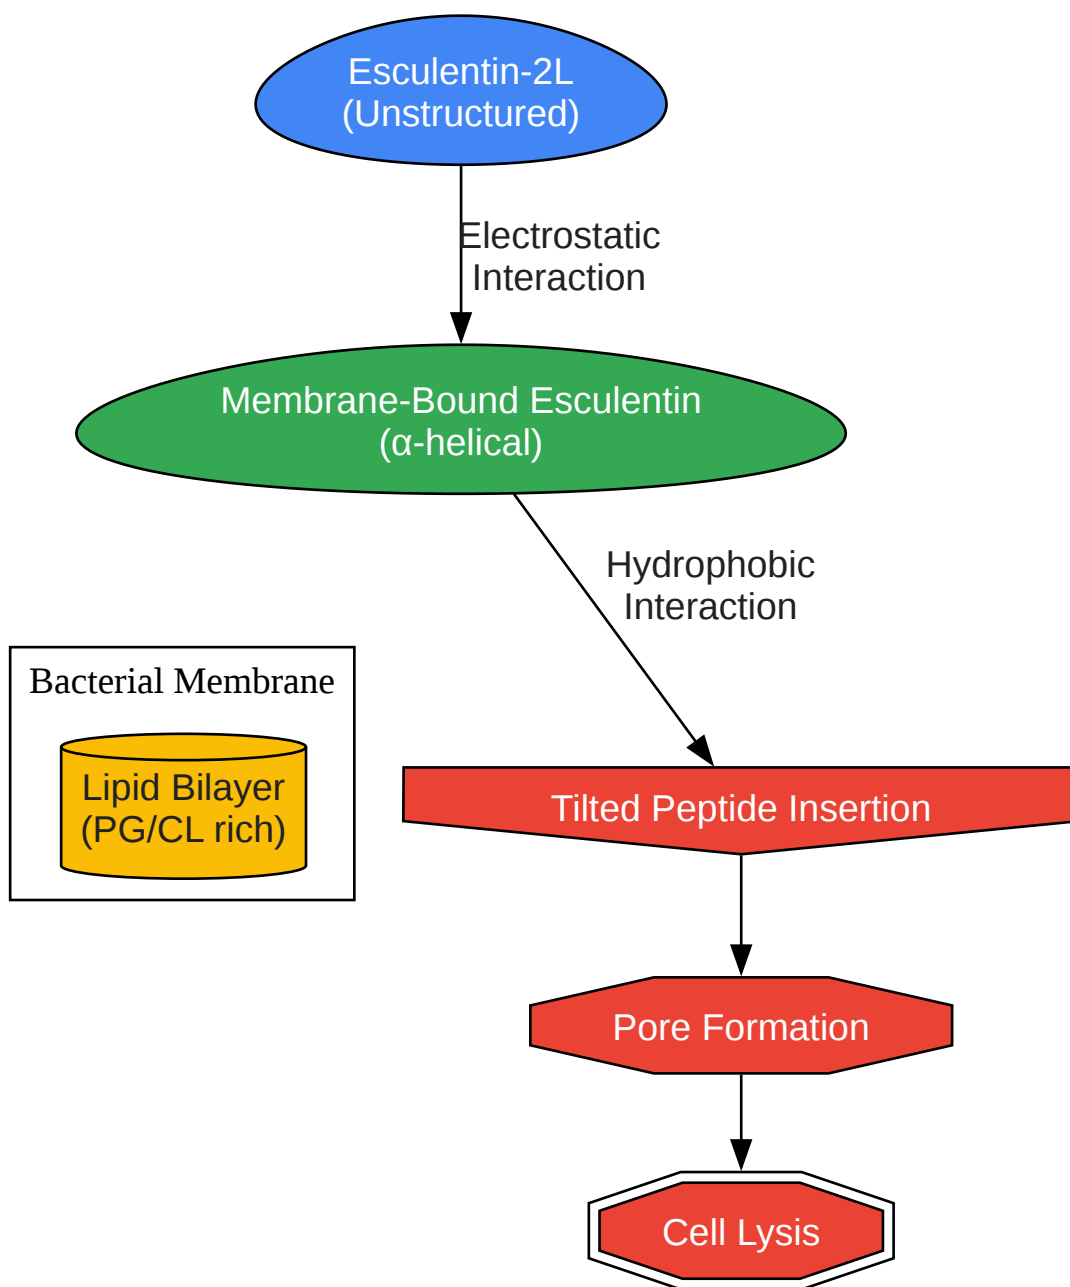 Esculentin-2L
(Unstructured)
Electrostatic
Interaction
Membrane-Bound Esculentin
(α-helical)
Hydrophobic
Interaction
Bacterial Membrane
Lipid Bilayer
(PG/CL rich)
Tilted Peptide Insertion
Pore Formation
Cell Lysis